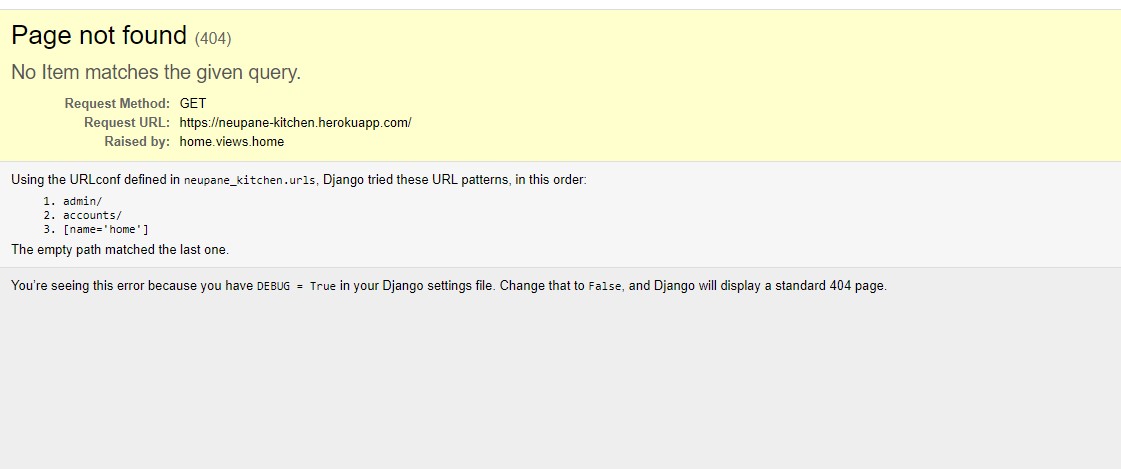 Page not found (404)
No Item matches the given query.
Request Method: GET
Request URL: https://neupane-kitchen.herokuapp.com/
Raised by: home.views.home
Using the URLconf defined in neupane_kitchen.urls, Django tried these URL patterns, in this order:
1. admin/
2. accounts/
3. [name='home']
The empty path matched the last one.
You're seeing this error because you have DEBUG = True in your Django settings file. Change that to False, and Django will display a standard 404 page.